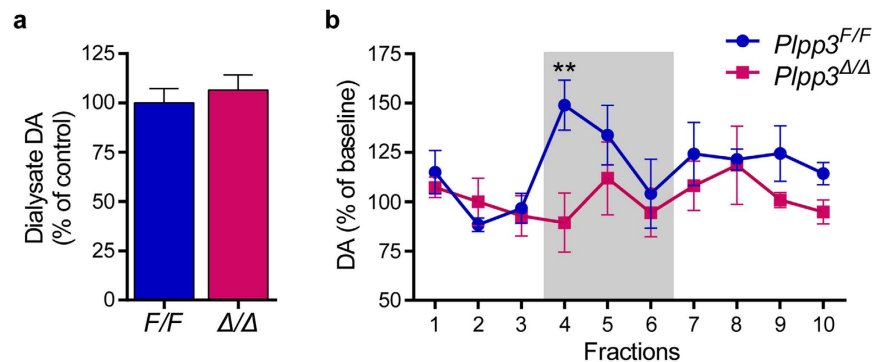 a
125
100
75
50
25
0
Dialysate DA
(% of control)
F/F
Δ/Δ
b
175
150
125
100
75
50
DA (% of baseline)
**
Plpp3F/F
Plpp3Δ/Δ
1 2 3 4 5 6 7 8 9 10
Fractions